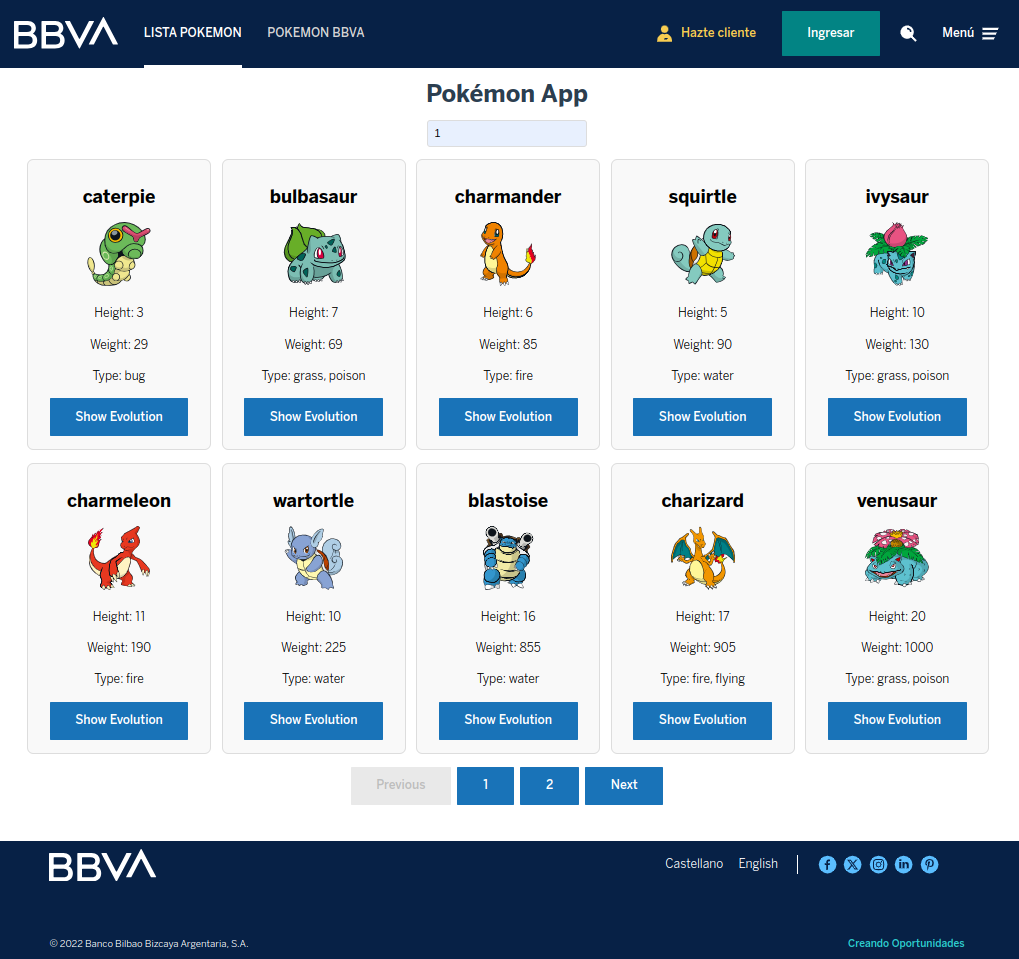 BBVA LISTA POKEMON POKEMON BBVA Hazte cliente Ingresar Menú
Pokémon App
1
caterpie bulbasaur charmander squirtle ivysaur
Height: 3 Height: 7 Height: 6 Height: 5 Height: 10
Weight: 29 Weight: 69 Weight: 85 Weight: 90 Weight: 130
Type: bug Type: grass, poison Type: fire Type: water Type: grass, poison
Show Evolution Show Evolution Show Evolution Show Evolution Show Evolution
charmeleon wartortle blastoise charizard venusaur
Height: 11 Height: 10 Height: 16 Height: 17 Height: 20
Weight: 190 Weight: 225 Weight: 855 Weight: 905 Weight: 1000
Type: fire Type: water Type: water Type: fire, flying Type: grass, poison
Show Evolution Show Evolution Show Evolution Show Evolution Show Evolution
Previous 1 2 Next
BBVA Castellano English
© 2022 Banco Bilbao Bizcaya Argentaria, S.A. Creando Oportunidades